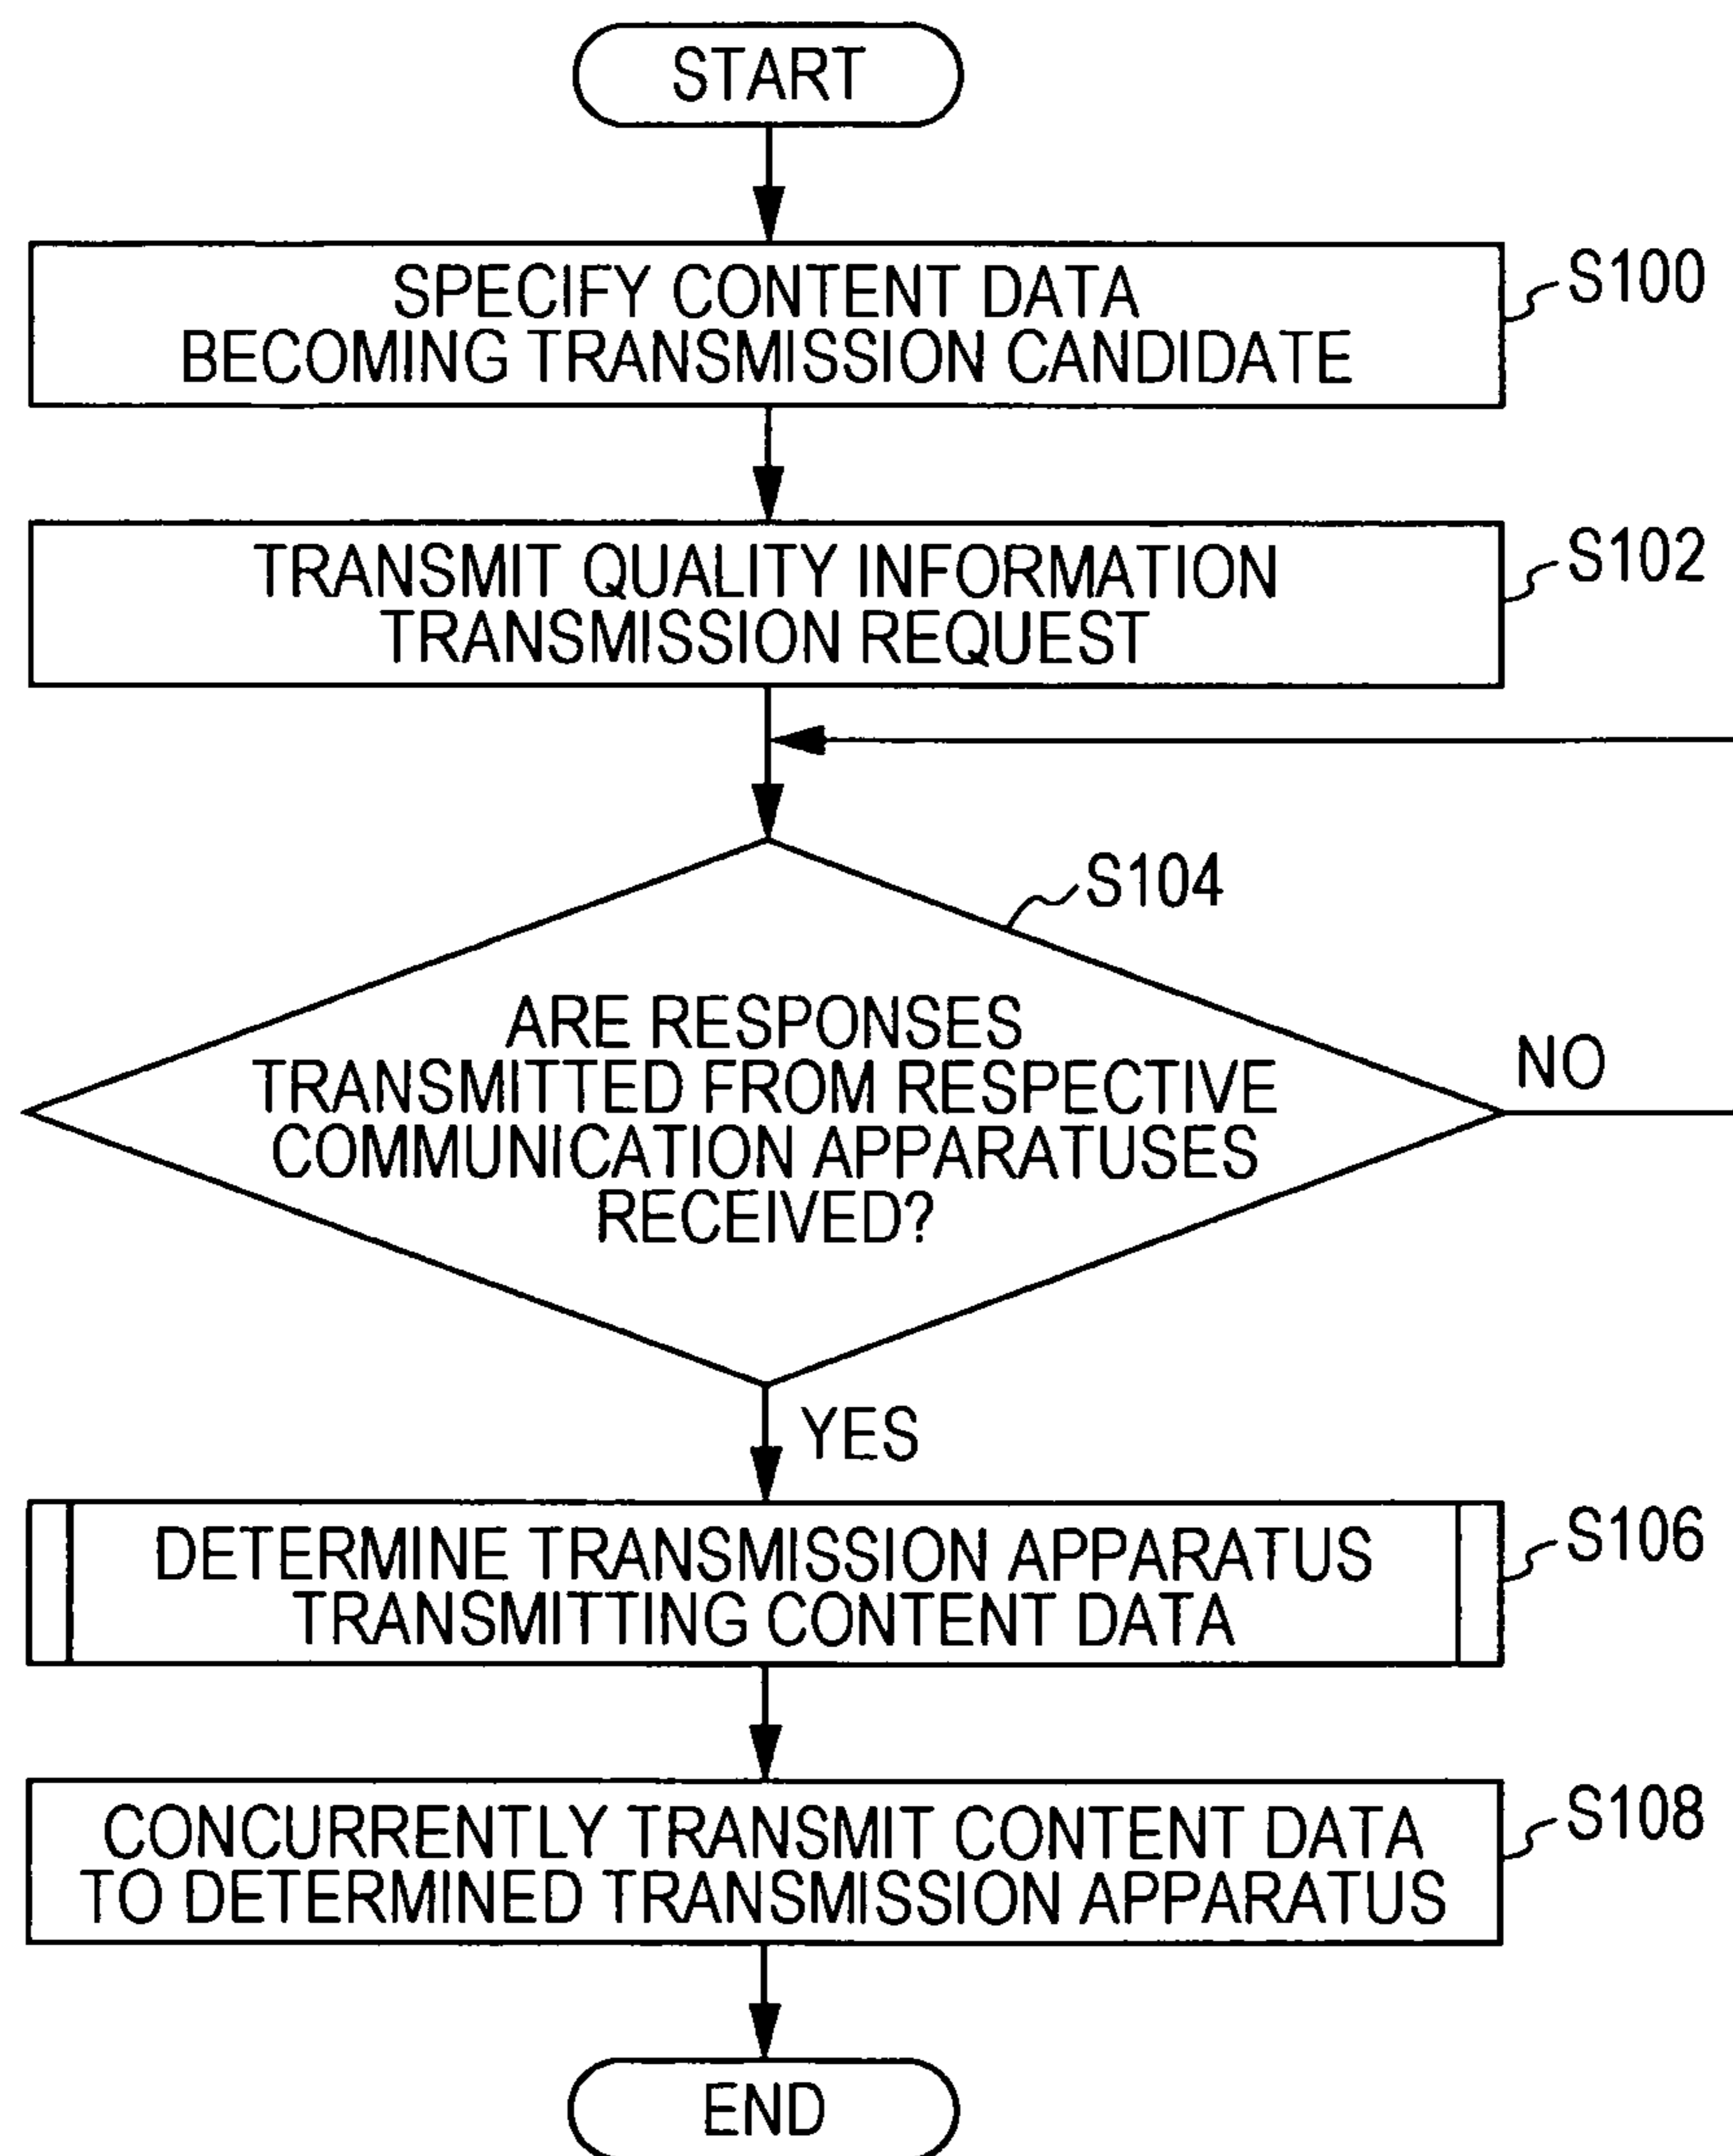 START
SPECIFY CONTENT DATA
BECOMING TRANSMISSION CANDIDATE
S100
TRANSMIT QUALITY INFORMATION
TRANSMISSION REQUEST
S102
S104
ARE RESPONSES
TRANSMITTED FROM RESPECTIVE
COMMUNICATION APPARATUSES
RECEIVED?
NO
YES
DETERMINE TRANSMISSION APPARATUS
TRANSMITTING CONTENT DATA
S106
CONCURRENTLY TRANSMIT CONTENT DATA
TO DETERMINED TRANSMISSION APPARATUS
S108
END